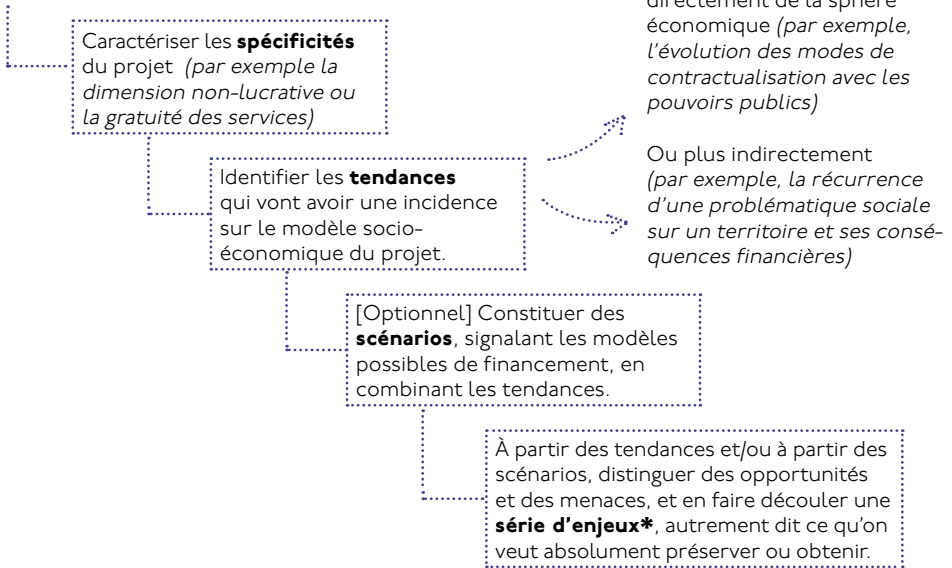 directement de la sphère
économique (par exemple,
l'évolution des modes de
contractualisation avec les
pouvoirs publics)
Caractériser les spécificités
du projet (par exemple la
dimension non-lucrative ou
la gratuité des services)
Identifier les tendances
qui vont avoir une incidence
sur le modèle socio-
économique du projet.
Ou plus indirectement
(par exemple, la récurrence
d'une problématique sociale
sur un territoire et ses consé-
quences financières)
[Optionnel] Constituer des
scénarios, signalant les modèles
possibles de financement, en
combinant les tendances.
À partir des tendances et/ou à partir des
scénarios, distinguer des opportunités
et des menaces, et en faire découler une
série d'enjeux*, autrement dit ce qu'on
veut absolument préserver ou obtenir.